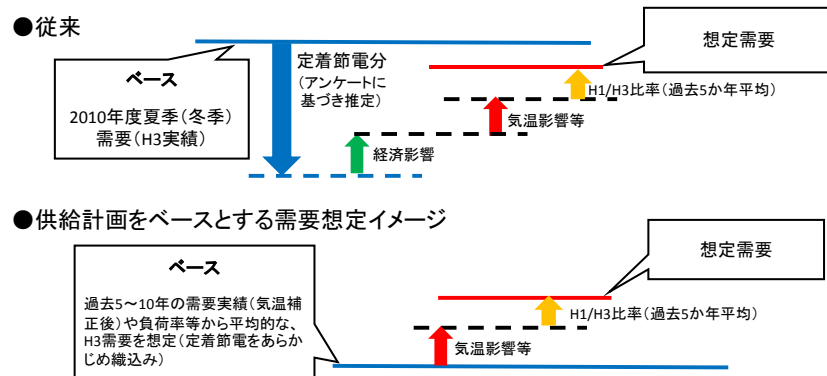 ●従来
想定需要
ベース
2010年度夏季(冬季)
需要(H3実績)
定着節電分
(アンケートに
基づき推定)
H1/H3比率(過去5か年平均)
気温影響等
経済影響
●供給計画をベースとする需要想定イメージ
想定需要
ベース
過去5～10年の需要実績(気温補
正後)や負荷率等から平均的な、
H3需要を想定(定着節電をあらか
じめ織込み)
H1/H3比率(過去5か年平均)
気温影響等